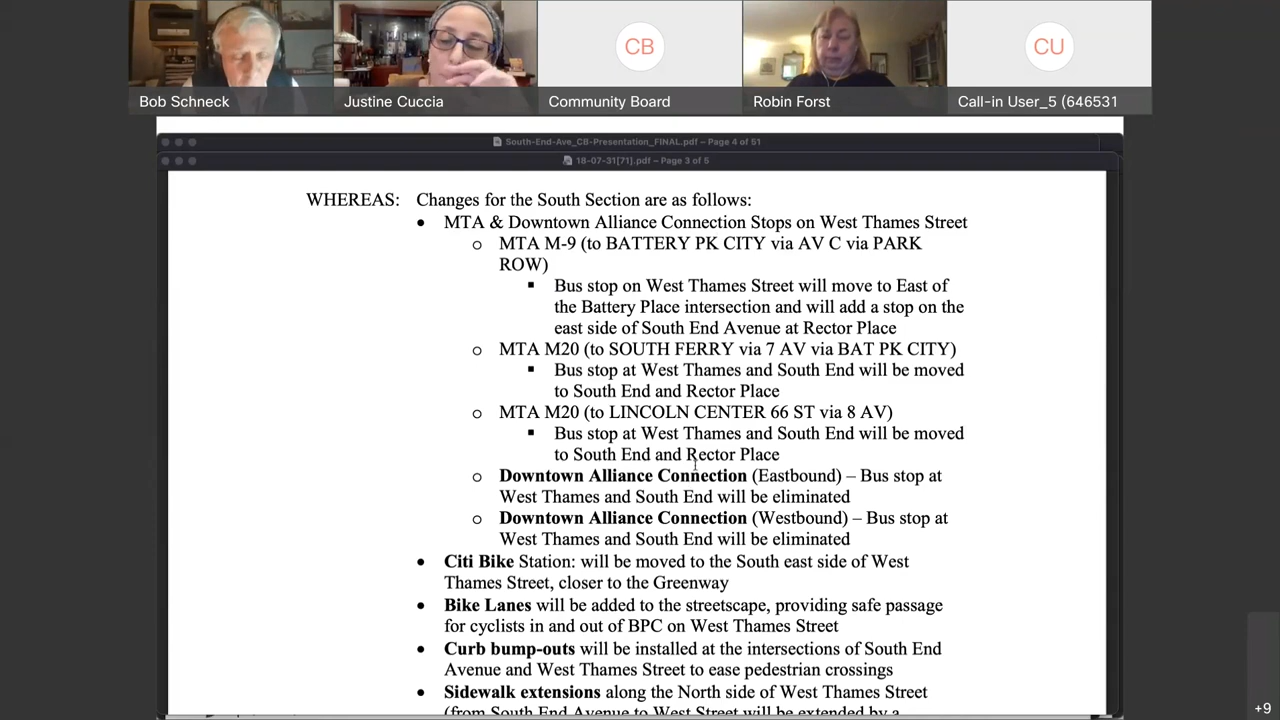 CB
CU
Bob Schneck
Justine Cuccia
Community Board
Robin Forst
Call-in User_5 (646531
South-End-Ave_CB-Presentation_FINAL.pdf – Page 4 of 51
18-07-31[71].pdf – Page 3 of 5
WHEREAS: Changes for the South Section are as follows:
• MTA & Downtown Alliance Connection Stops on West Thames Street
o MTA M-9 (to BATTERY PK CITY via AV C via PARK
ROW)
▪ Bus stop on West Thames Street will move to East of
the Battery Place intersection and will add a stop on the
east side of South End Avenue at Rector Place
o MTA M20 (to SOUTH FERRY via 7 AV via BAT PK CITY)
▪ Bus stop at West Thames and South End will be moved
to South End and Rector Place
o MTA M20 (to LINCOLN CENTER 66 ST via 8 AV)
▪ Bus stop at West Thames and South End will be moved
to South End and Rector Place
o Downtown Alliance Connection (Eastbound) – Bus stop at
West Thames and South End will be eliminated
o Downtown Alliance Connection (Westbound) – Bus stop at
West Thames and South End will be eliminated
• Citi Bike Station: will be moved to the South east side of West
Thames Street, closer to the Greenway
• Bike Lanes will be added to the streetscape, providing safe passage
for cyclists in and out of BPC on West Thames Street
• Curb bump-outs will be installed at the intersections of South End
Avenue and West Thames Street to ease pedestrian crossings
• Sidewalk extensions along the North side of West Thames Street
(from South End Avenue to West Street will be extended by a
+9